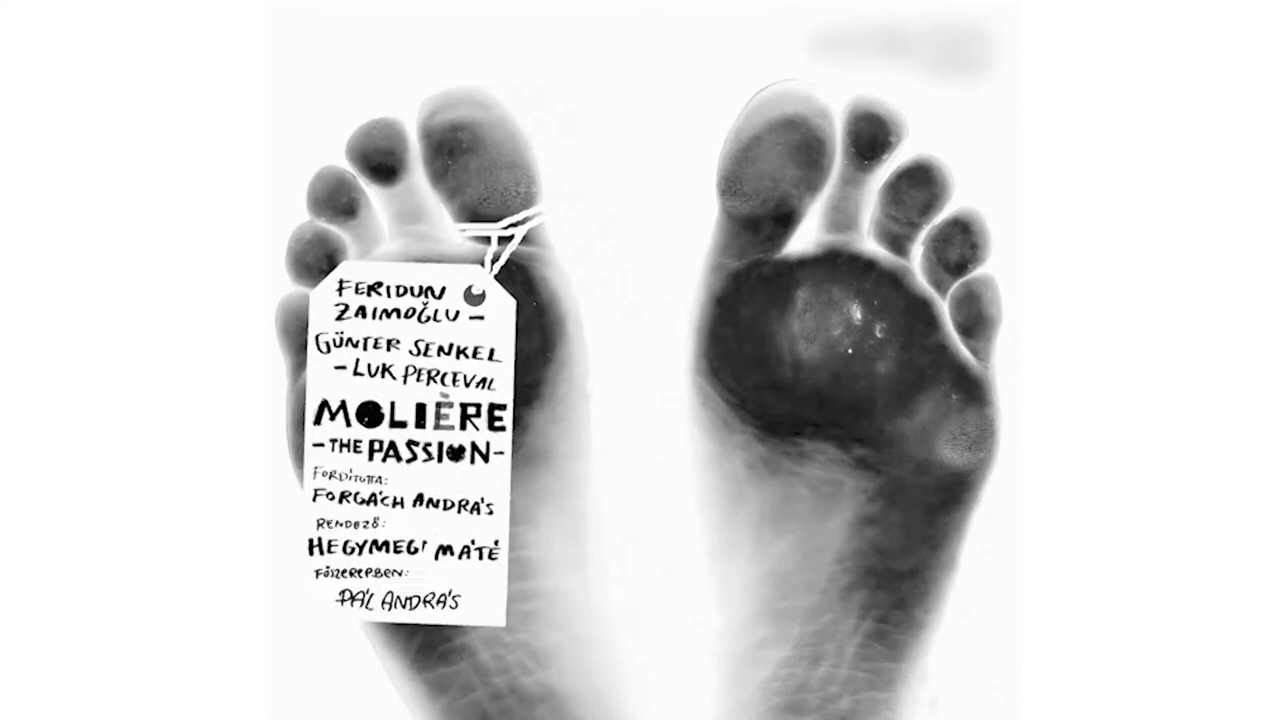 FERIDUN
ZAIMOĞLU –
GÜNTER SENKEL
– LUK PERCEVAL
MOLIÈRE
– THE PASSION –
FORDÍTOTTA:
FORGÁCH ANDRÁS
RENDEZŐ:
HEGYMEGI MÁTÉ
FŐSZEREPBEN:
PÁL ANDRÁS